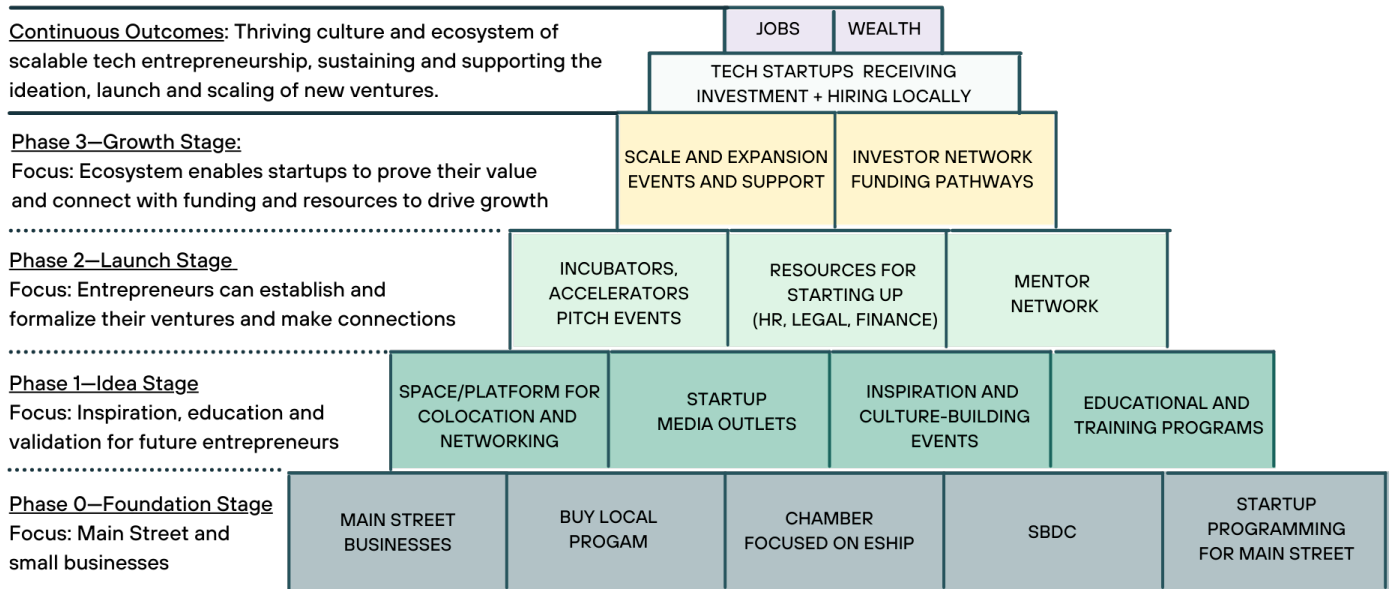 Continuous Outcomes: Thriving culture and ecosystem of
scalable tech entrepreneurship, sustaining and supporting the
ideation, launch and scaling of new ventures.
JOBS
WEALTH
TECH STARTUPS RECEIVING
INVESTMENT + HIRING LOCALLY
Phase 3—Growth Stage:
Focus: Ecosystem enables startups to prove their value
and connect with funding and resources to drive growth
SCALE AND EXPANSION
EVENTS AND SUPPORT
INVESTOR NETWORK
FUNDING PATHWAYS
Phase 2—Launch Stage
Focus: Entrepreneurs can establish and
formalize their ventures and make connections
INCUBATORS,
ACCELERATORS
PITCH EVENTS
RESOURCES FOR
STARTING UP
(HR, LEGAL, FINANCE)
MENTOR
NETWORK
Phase 1—Idea Stage
Focus: Inspiration, education and
validation for future entrepreneurs
SPACE/PLATFORM FOR
COLOCATION AND
NETWORKING
STARTUP
MEDIA OUTLETS
INSPIRATION AND
CULTURE-BUILDING
EVENTS
EDUCATIONAL AND
TRAINING PROGRAMS
Phase 0—Foundation Stage
Focus: Main Street and
small businesses
MAIN STREET
BUSINESSES
BUY LOCAL
PROGAM
CHAMBER
FOCUSED ON ESHIP
SBDC
STARTUP
PROGRAMMING
FOR MAIN STREET